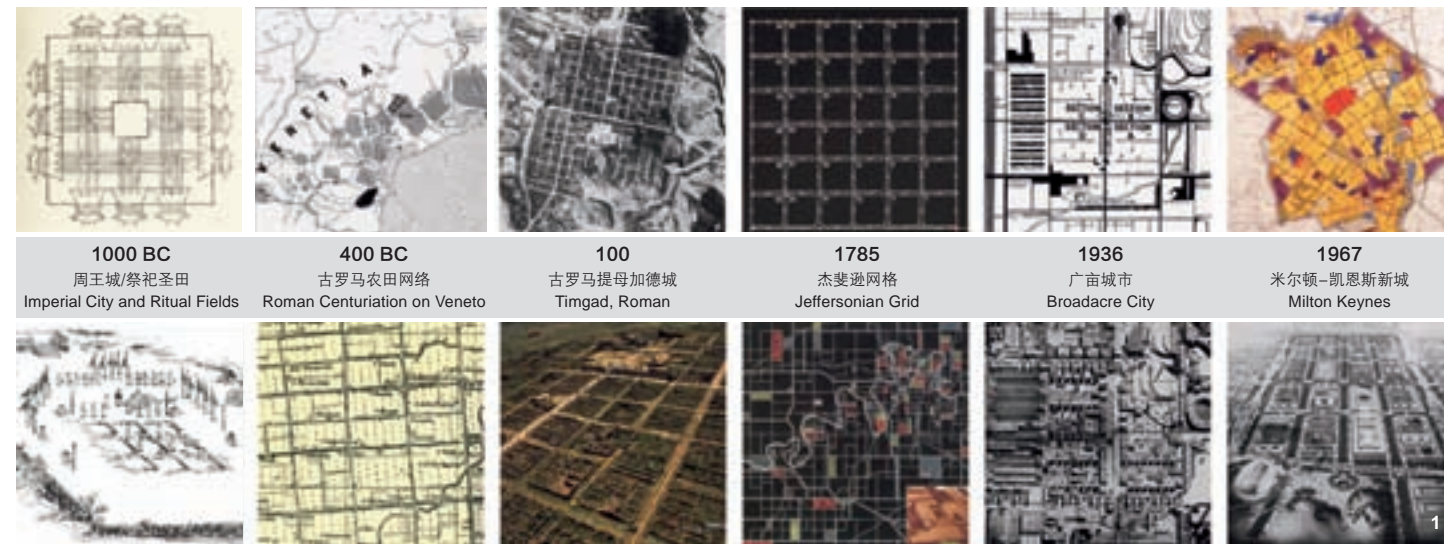 1000 BC
周王城/祭祀圣田
Imperial City and Ritual Fields
400 BC
古罗马农田网络
Roman Centuriation on Veneto
100
古罗马提母加德城
Timgad, Roman
1785
杰斐逊网格
Jeffersonian Grid
1936
广亩城市
Broadacre City
1967
米尔顿–凯恩斯新城
Milton Keynes
1